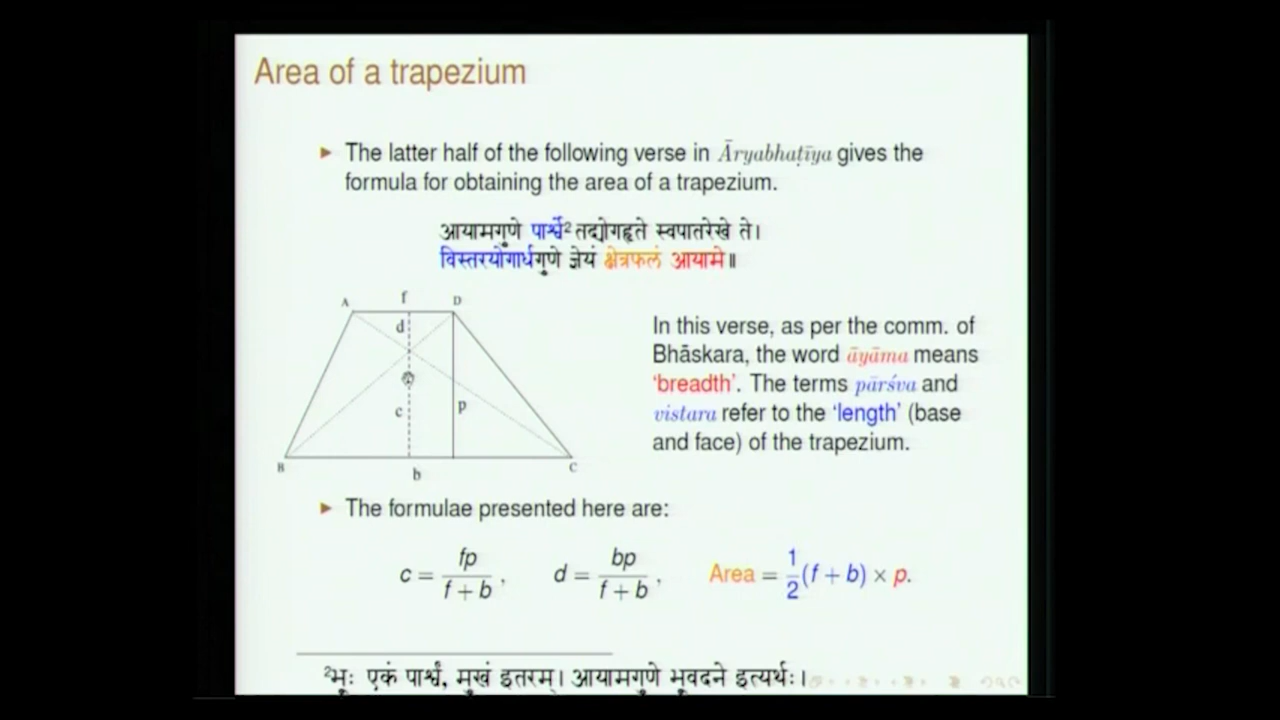 Area of a trapezium
► The latter half of the following verse in Āryabhaṭīya gives the
formula for obtaining the area of a trapezium.
आयामगुणे पार्श्वे² तद्योगहृते स्वपातरेखे ते।
विस्तरयोगार्धगुणे ज्ञेयं क्षेत्रफलं आयामे॥
A f D
d
c p
B b C
In this verse, as per the comm. of
Bhāskara, the word āyāma means
‘breadth’. The terms pārśva and
vistara refer to the ‘length’ (base
and face) of the trapezium.
► The formulae presented here are:
c = fp / (f + b) , d = bp / (f + b) , Area = 1/2 (f + b) × p.
²भूः एकं पार्श्वं, मुखं इतरम्। आयामगुणे भूवदने इत्यर्थः।